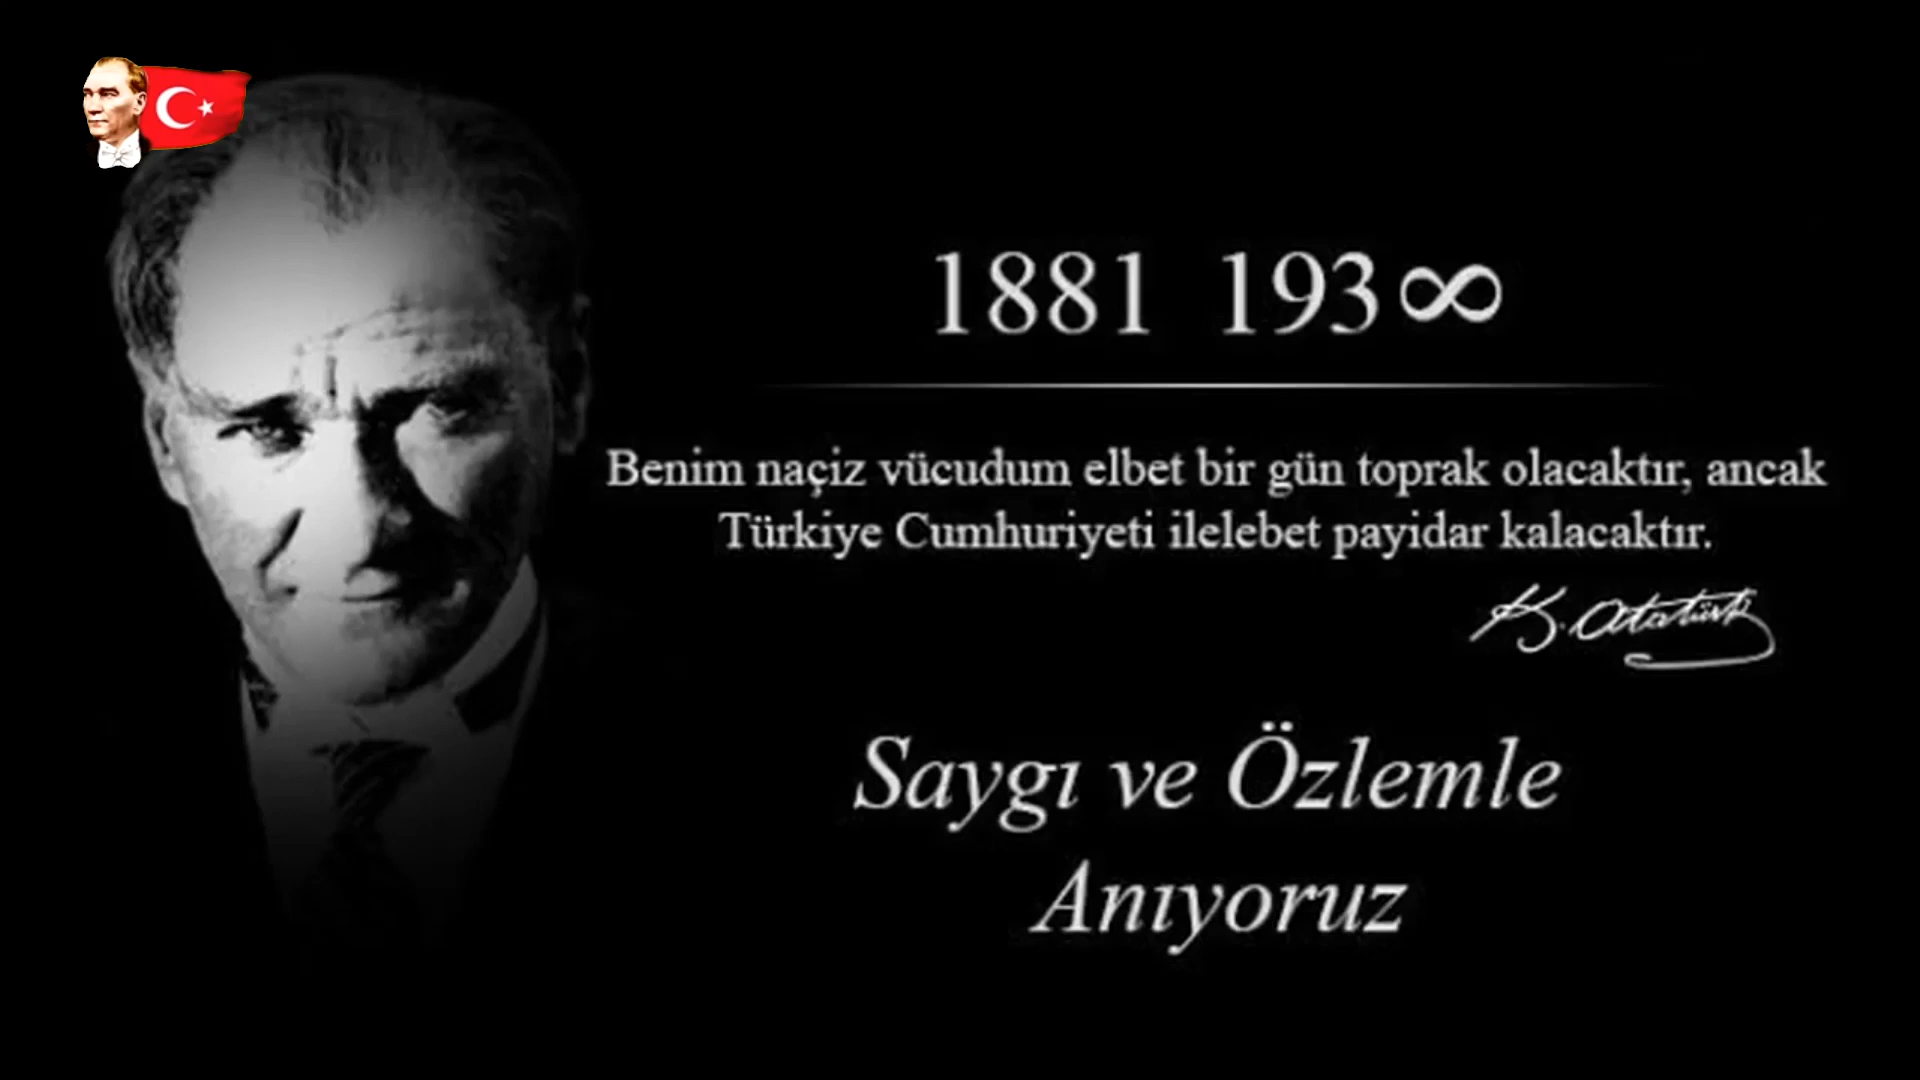 1881 193∞
Benim naçiz vücudum elbet bir gün toprak olacaktır, ancak
Türkiye Cumhuriyeti ilelebet payidar kalacaktır.
K. Atatürk
Saygı ve Özlemle
Anıyoruz